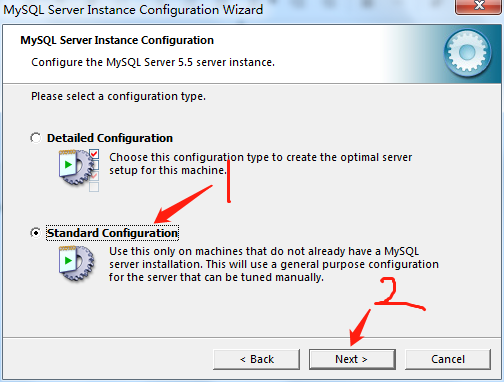 MySQL Server Instance Configuration Wizard
MySQL Server Instance Configuration
Configure the MySQL Server 5.5 server instance.
Please select a configuration type.
Detailed Configuration
Choose this configuration type to create the optimal server
setup for this machine.
1
Standard Configuration
Use this only on machines that do not already have a MySQL
server installation. This will use a general purpose configuration
for the server that can be tuned manually.
2
< Back
Next >
Cancel